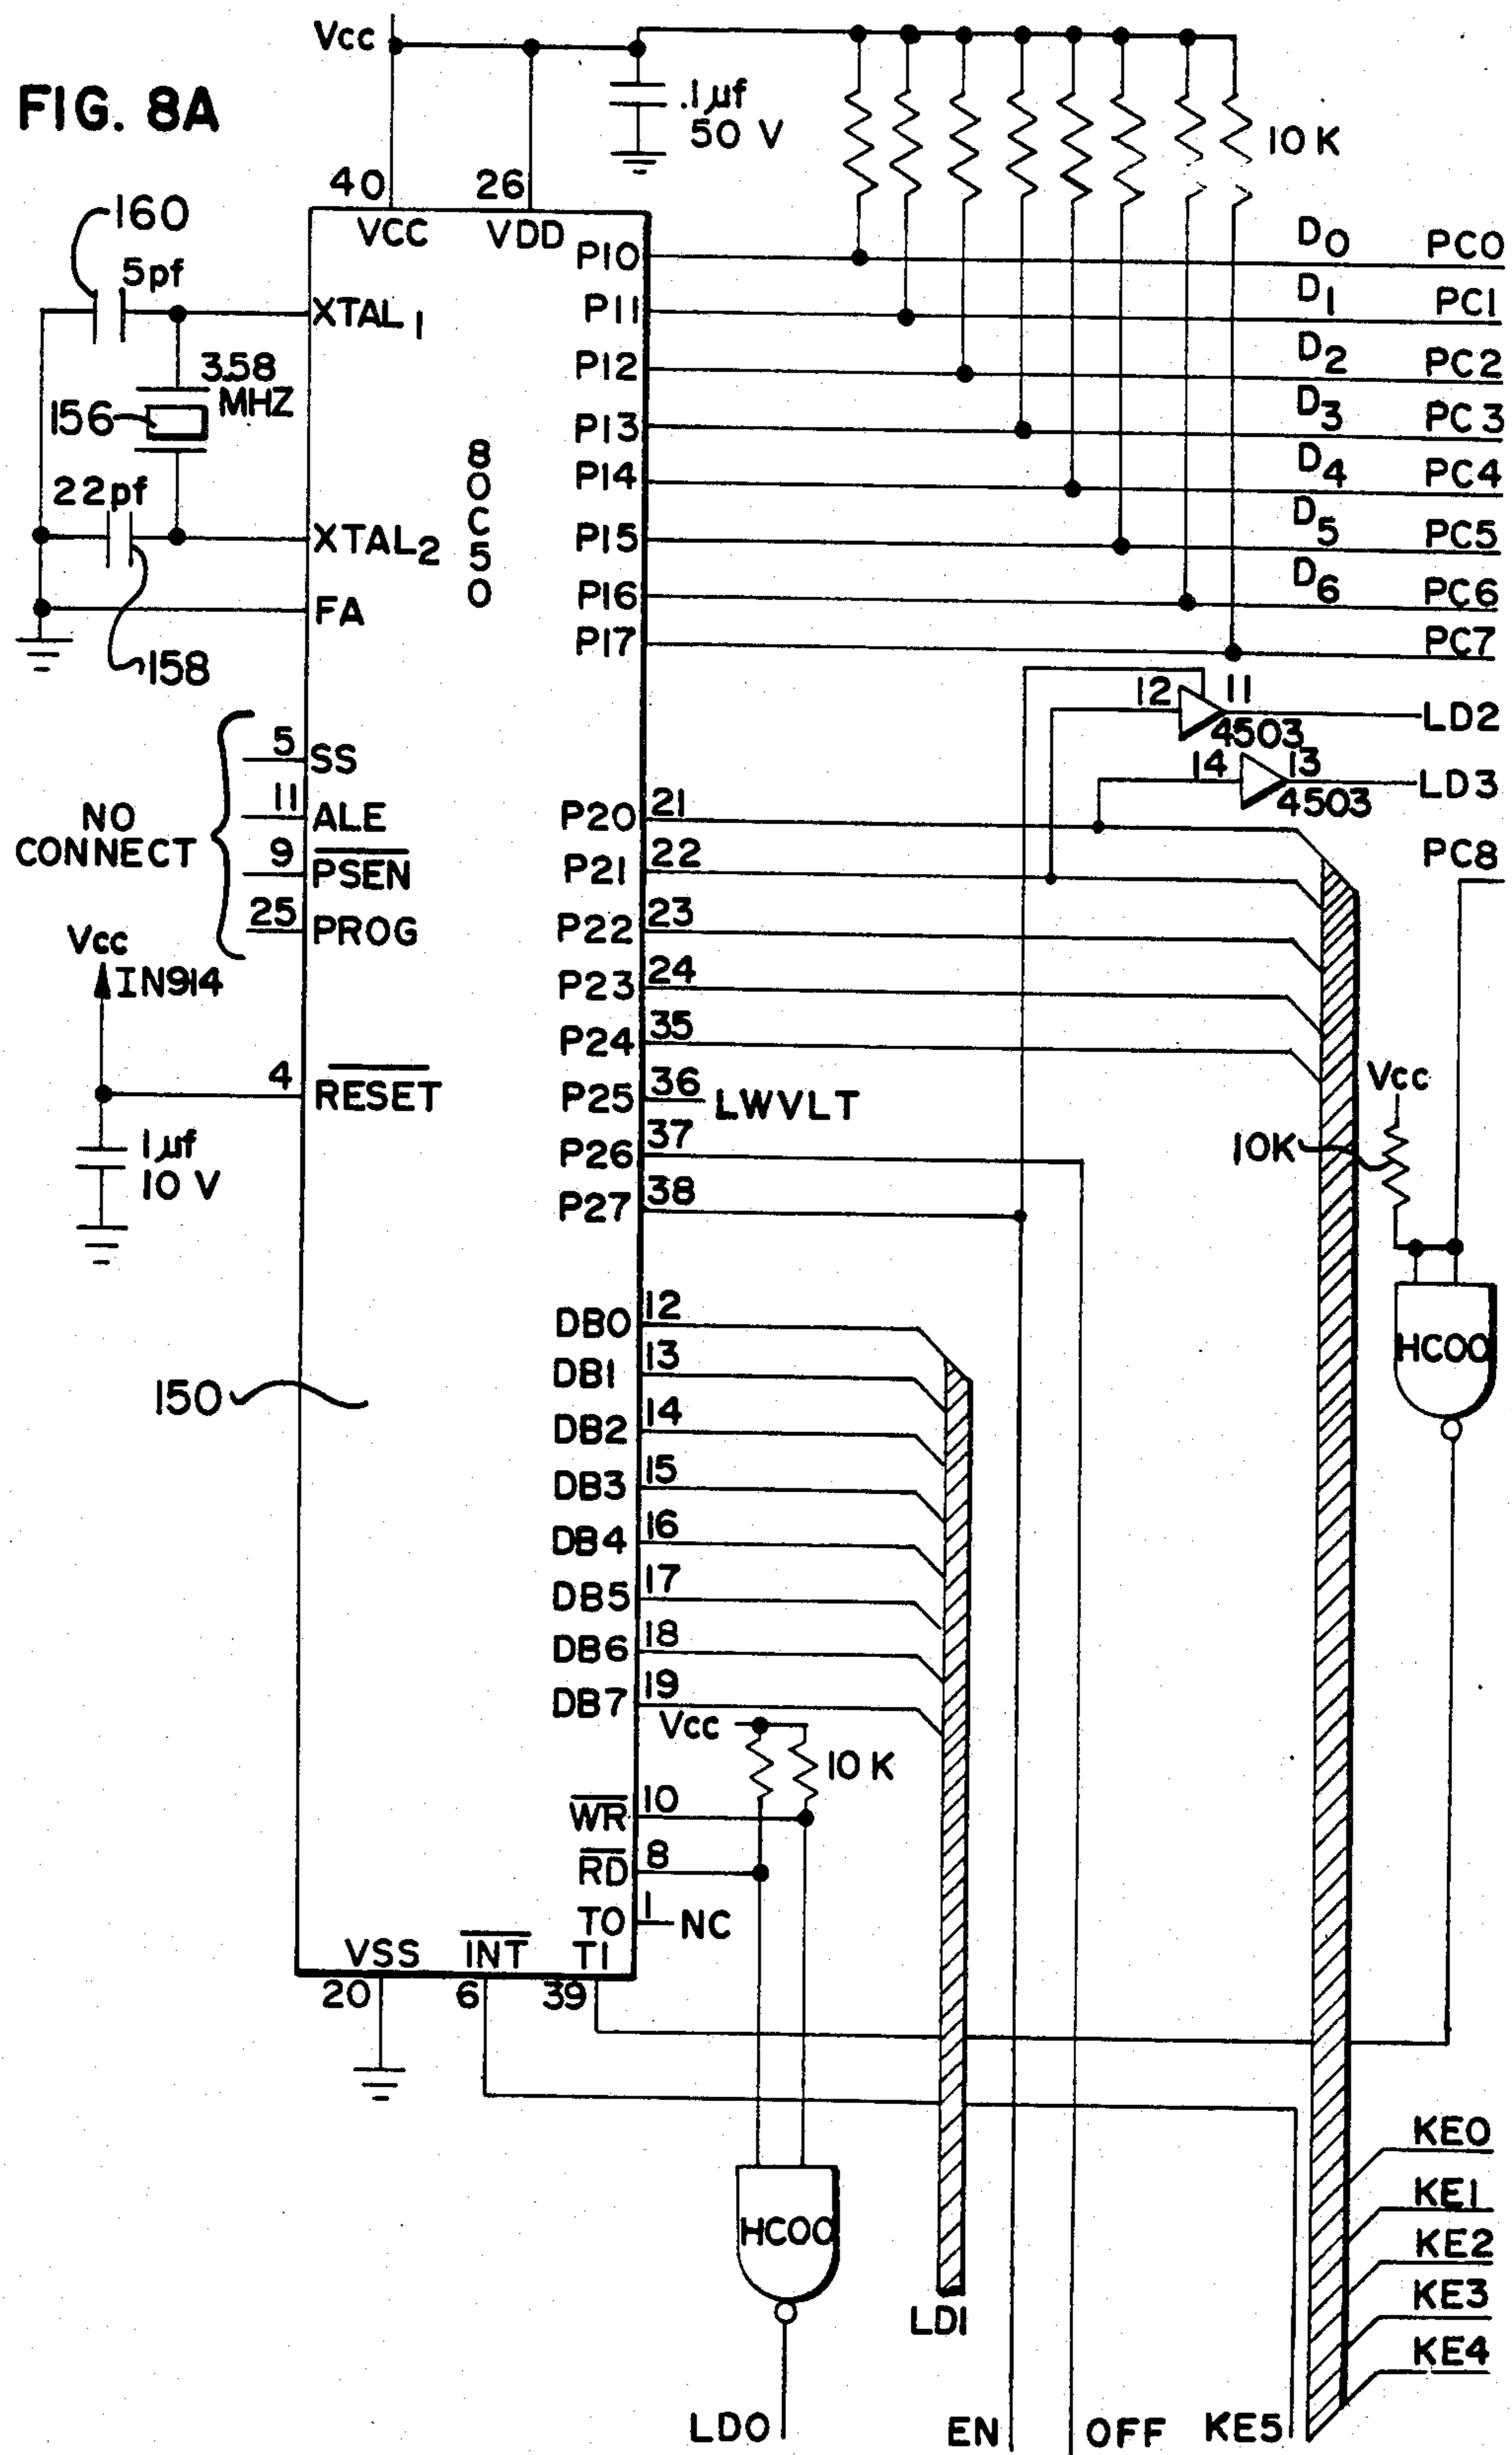 FIG. 8A
Vcc
.1µf
50 V
10 K
40
26
VCC
VDD
160
5pf
XTAL1
3.58
MHZ
156
22pf
XTAL2
FA
158
80C50
P10
P11
P12
P13
P14
P15
P16
P17
D0
PC0
D1
PC1
D2
PC2
D3
PC3
D4
PC4
D5
PC5
D6
PC6
PC7
12
11
4503
LD2
14
13
4503
LD3
PC8
NO
CONNECT
5
SS
11
ALE
9
PSEN
25
PROG
Vcc
IN914
4
RESET
1µf
10 V
P20
21
P21
22
P22
23
P23
24
P24
35
P25
36
LWVLT
P26
37
P27
38
Vcc
10K
HC00
150
DB0
12
DB1
13
DB2
14
DB3
15
DB4
16
DB5
17
DB6
18
DB7
19
Vcc
10 K
WR
10
RD
8
T0
1
NC
VSS
INT
T1
20
6
39
HC00
LD0
LD1
EN
OFF
KE5
KE0
KE1
KE2
KE3
KE4